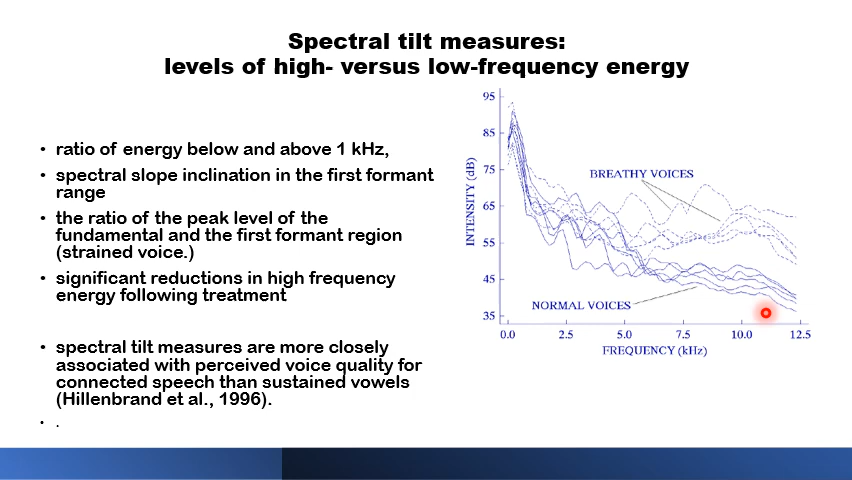 Spectral tilt measures:
levels of high- versus low-frequency energy
• ratio of energy below and above 1 kHz,
• spectral slope inclination in the first formant
range
• the ratio of the peak level of the
fundamental and the first formant region
(strained voice.)
• significant reductions in high frequency
energy following treatment
• spectral tilt measures are more closely
associated with perceived voice quality for
connected speech than sustained vowels
(Hillenbrand et al., 1996).
• .
95
85
75
65
55
45
35
INTENSITY (dB)
BREATHY VOICES
NORMAL VOICES
0.0 2.5 5.0 7.5 10.0 12.5
FREQUENCY (kHz)